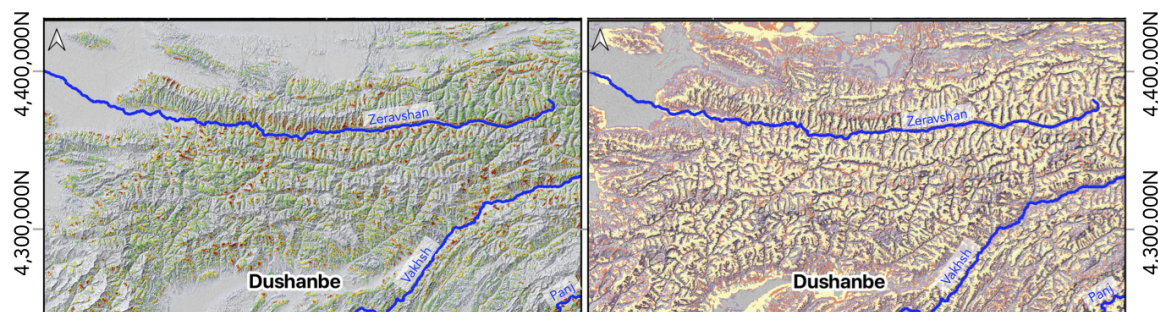 4,400,000N
Zeravshan
4,300,000N
Vakhsh
Dushanbe
Panj
Zeravshan
4,400,000N
Vakhsh
4,300,000N
Dushanbe
Panj